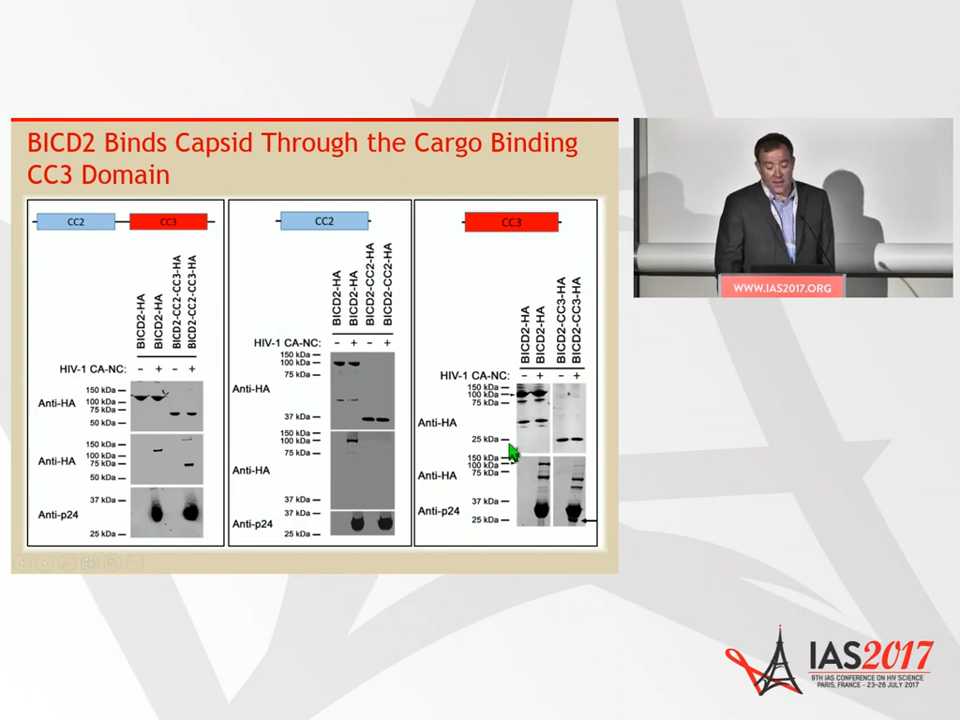 BICD2 Binds Capsid Through the Cargo Binding
CC3 Domain
CC2
CC3
BICD2-HA
BICD2-HA
BICD2-CC2-CC3-HA
BICD2-CC2-CC3-HA
HIV-1 CA-NC: - + - +
Anti-HA
150 kDa
100 kDa
75 kDa
50 kDa
Anti-HA
150 kDa
100 kDa
75 kDa
50 kDa
Anti-p24
37 kDa
25 kDa
CC2
BICD2-HA
BICD2-HA
BICD2-CC2-HA
BICD2-CC2-HA
HIV-1 CA-NC: - + - +
150 kDa
100 kDa
75 kDa
Anti-HA
37 kDa
150 kDa
100 kDa
75 kDa
Anti-HA
37 kDa
37 kDa
Anti-p24
25 kDa
CC3
BICD2-HA
BICD2-HA
BICD2-CC3-HA
BICD2-CC3-HA
HIV-1 CA-NC: - + - +
150 kDa
100 kDa
75 kDa
Anti-HA
25 kDa
150 kDa
100 kDa
75 kDa
Anti-HA
37 kDa
Anti-p24
25 kDa
WWW.IAS2017.ORG
IAS2017
9TH IAS CONFERENCE ON HIV SCIENCE
PARIS, FRANCE - 23-26 JULY 2017